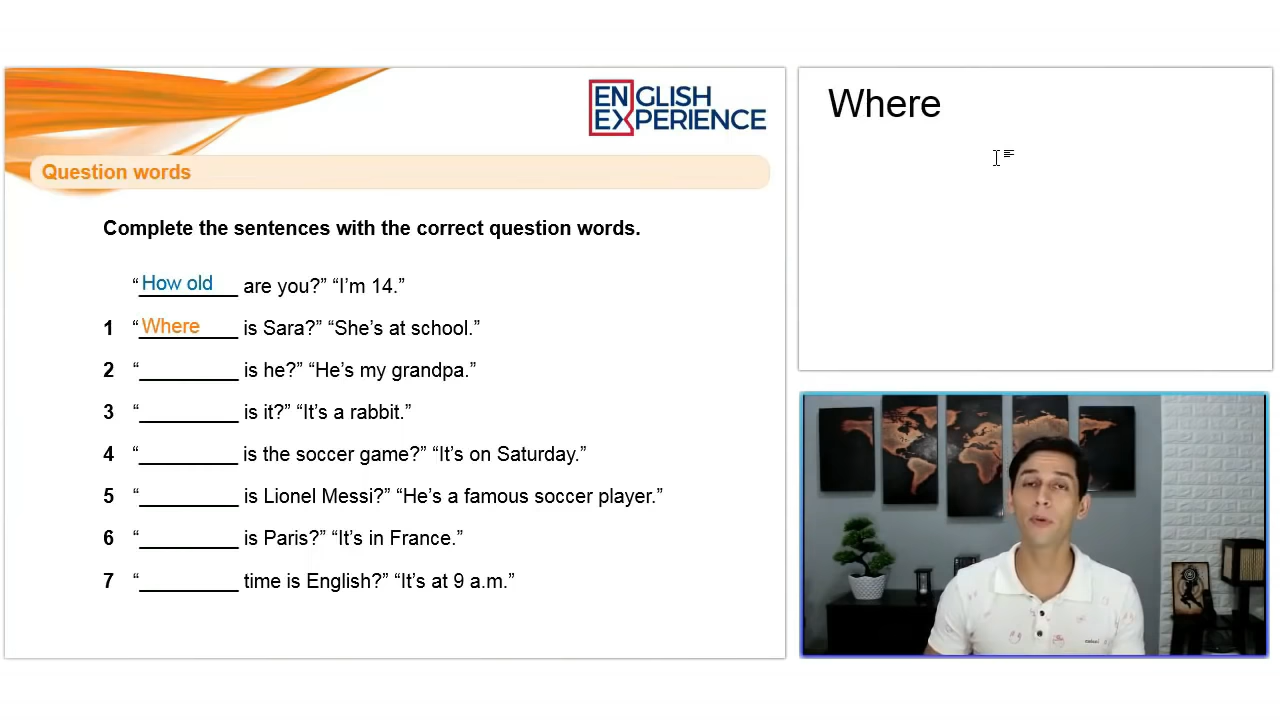 ENGLISH
EXPERIENCE
Question words
Complete the sentences with the correct question words.
“How old are you?” “I’m 14.”
1 “Where is Sara?” “She’s at school.”
2 “__________ is he?” “He’s my grandpa.”
3 “__________ is it?” “It’s a rabbit.”
4 “__________ is the soccer game?” “It’s on Saturday.”
5 “__________ is Lionel Messi?” “He’s a famous soccer player.”
6 “__________ is Paris?” “It’s in France.”
7 “__________ time is English?” “It’s at 9 a.m.”
Where